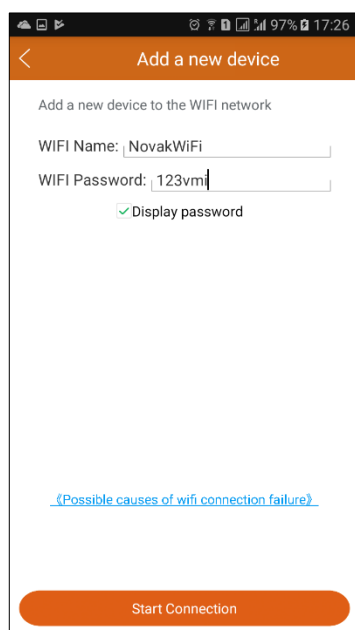 97% 17:26
Add a new device
Add a new device to the WIFI network
WIFI Name: NovakWiFi
WIFI Password: 123vmi
Display password
《Possible causes of wifi connection failure》
Start Connection